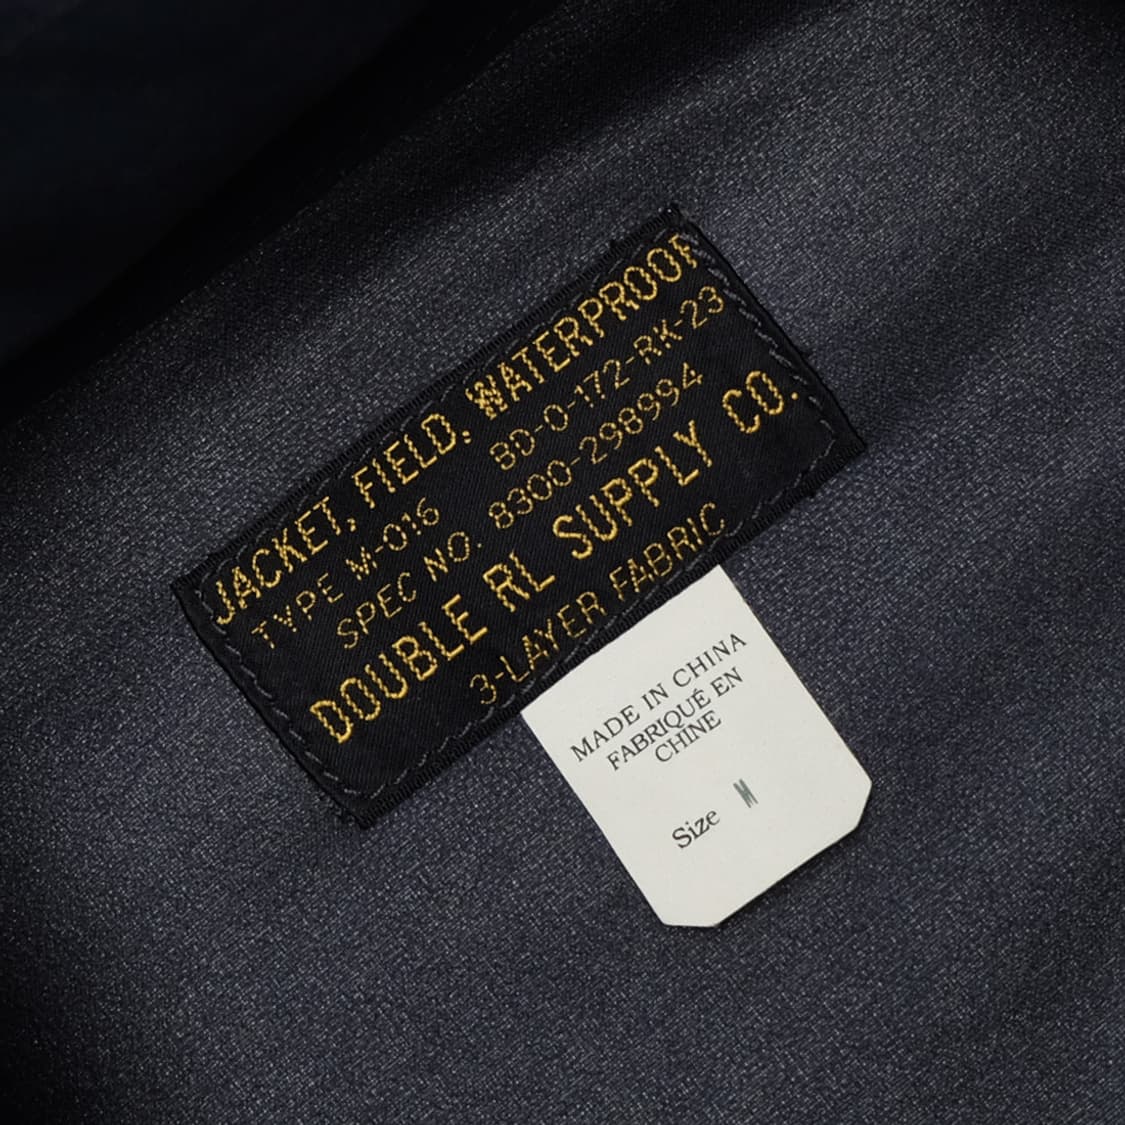 JACKET, FIELD, WATERPROOF
TYPE M-016 BD-O-172-RK-23
SPEC NO. 8300-298994
DOUBLE RL SUPPLY CO.
3-LAYER FABRIC
MADE IN CHINA
FABRIQUÉ EN
CHINE
Size M